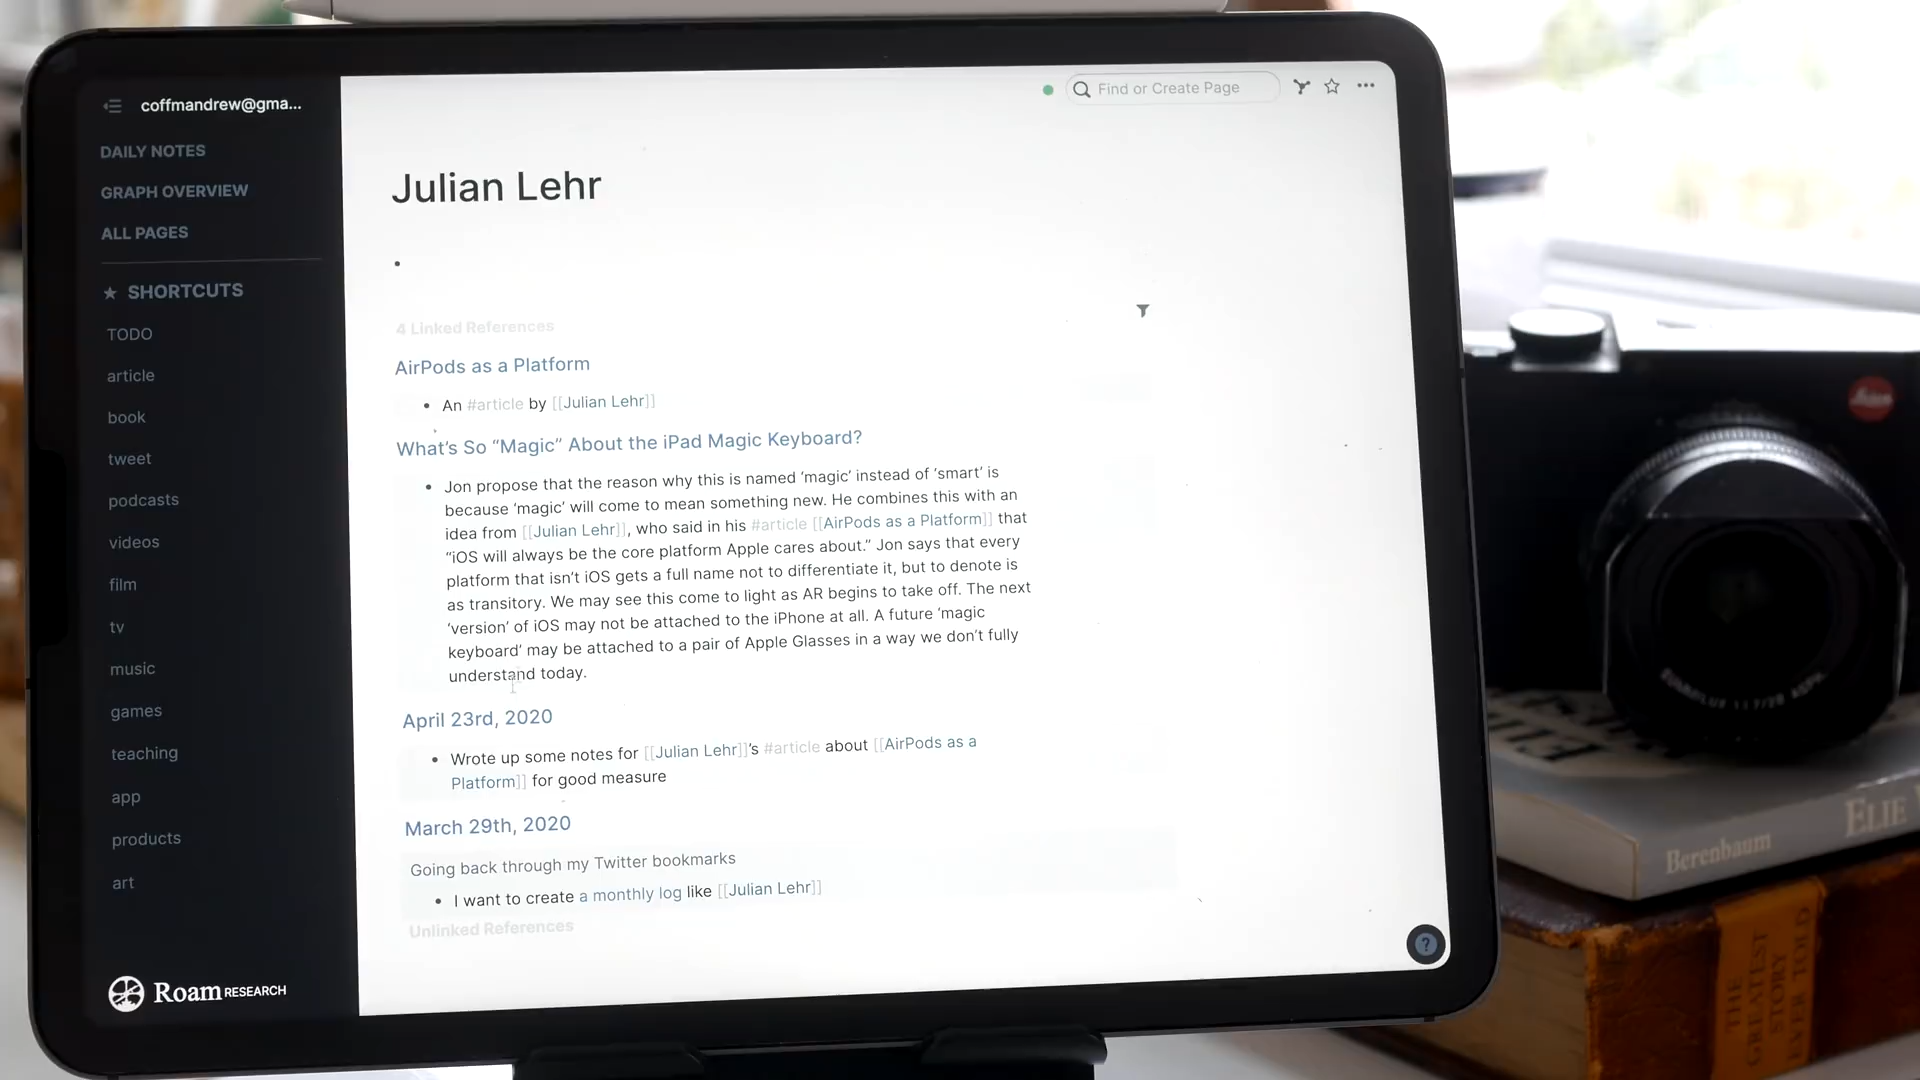 coffmandrew@gma...
DAILY NOTES
GRAPH OVERVIEW
ALL PAGES
★ SHORTCUTS
TODO
article
book
tweet
podcasts
videos
film
tv
music
games
teaching
app
products
art
Roam RESEARCH
Find or Create Page
Julian Lehr
4 Linked References
AirPods as a Platform
An #article by [[Julian Lehr]]
What's So “Magic” About the iPad Magic Keyboard?
Jon propose that the reason why this is named ‘magic’ instead of ‘smart’ is
because ‘magic’ will come to mean something new. He combines this with an
idea from [[Julian Lehr]], who said in his #article [[AirPods as a Platform]] that
“iOS will always be the core platform Apple cares about.” Jon says that every
platform that isn’t iOS gets a full name not to differentiate it, but to denote is
as transitory. We may see this come to light as AR begins to take off. The next
‘version’ of iOS may not be attached to the iPhone at all. A future ‘magic
keyboard’ may be attached to a pair of Apple Glasses in a way we don’t fully
understand today.
April 23rd, 2020
Wrote up some notes for [[Julian Lehr]]’s #article about [[AirPods as a
Platform]] for good measure
March 29th, 2020
Going back through my Twitter bookmarks
I want to create a monthly log like [[Julian Lehr]]
Unlinked References
?
Leica
ELIE
Berenbaum
THE
GREATEST
STORY
EVER TOLD